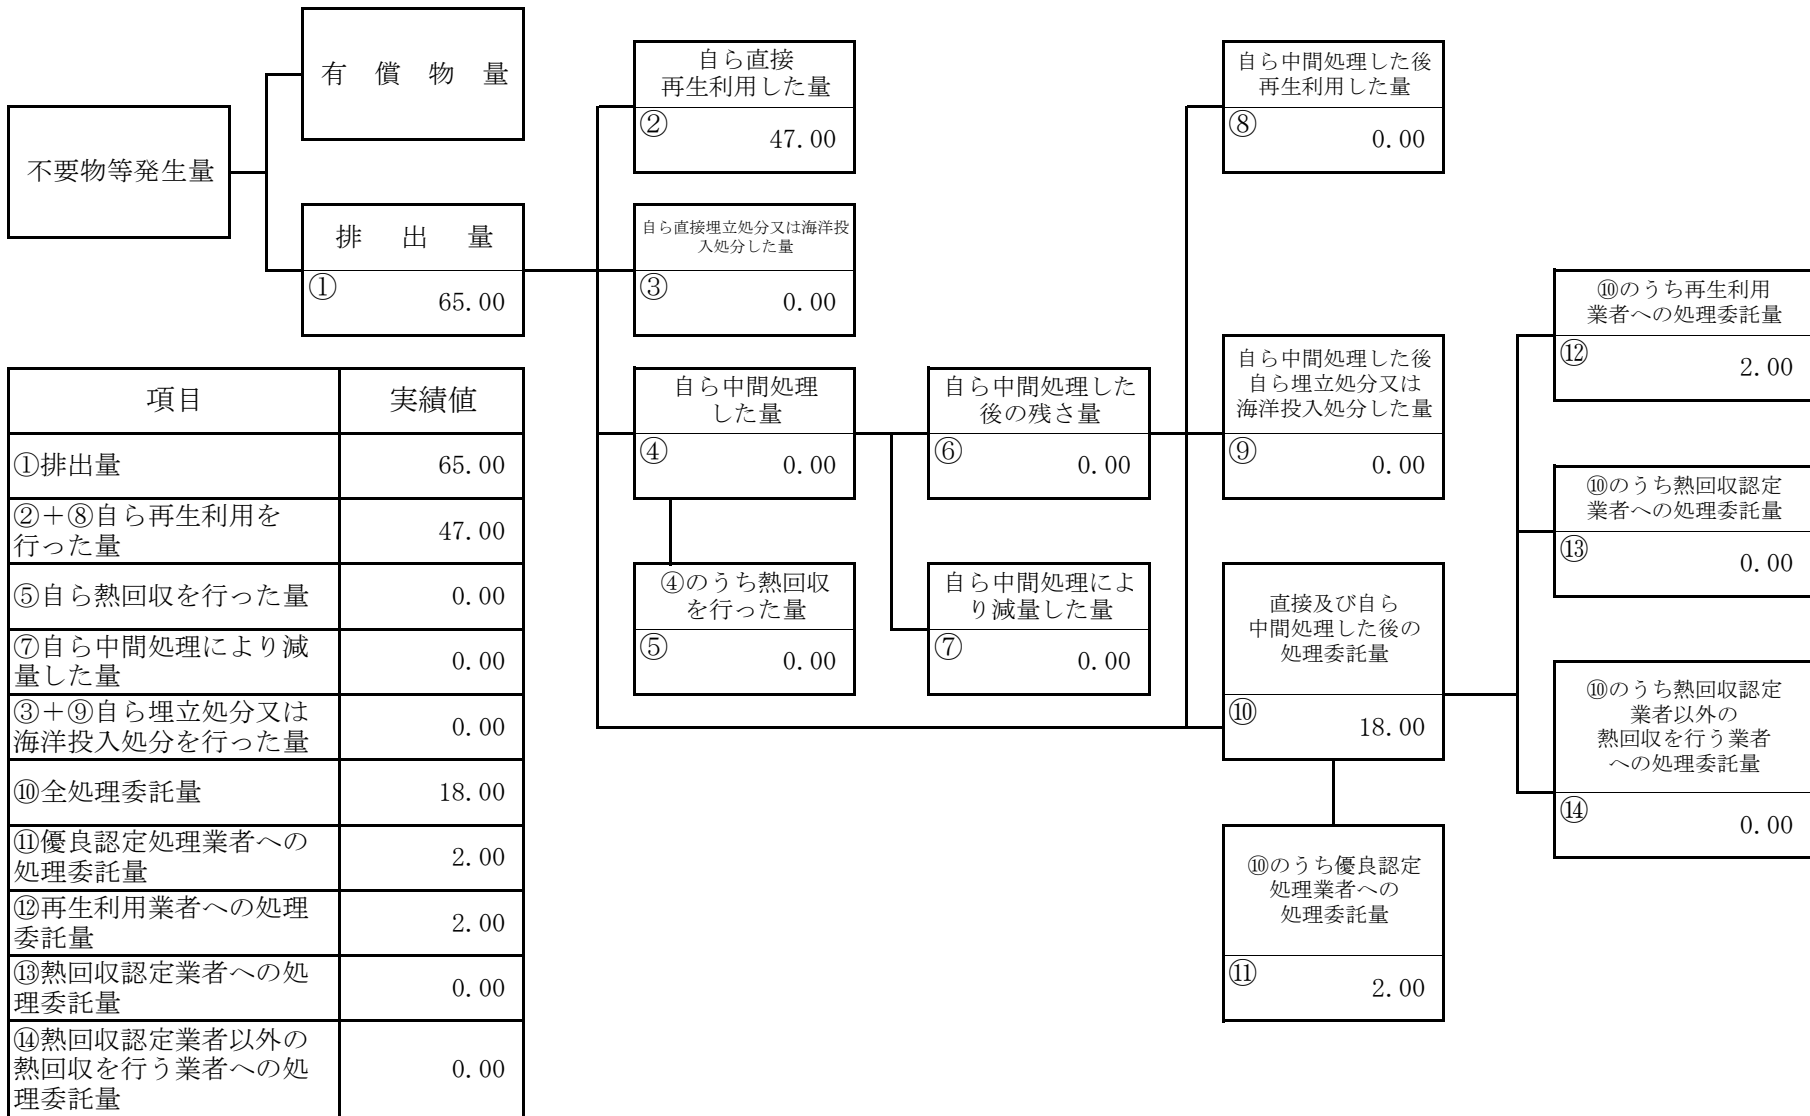 有償物量
不要物等発生量
排出量
①
65.00
自ら直接
再生利用した量
②
47.00
自ら直接埋立処分又は海洋投
入処分した量
③
0.00
自ら中間処理
した量
④
0.00
④のうち熱回収
を行った量
⑤
0.00
自ら中間処理した
後の残さ量
⑥
0.00
自ら中間処理によ
り減量した量
⑦
0.00
自ら中間処理した後
再生利用した量
⑧
0.00
自ら中間処理した後
自ら埋立処分又は
海洋投入処分した量
⑨
0.00
直接及び自ら
中間処理した後の
処理委託量
⑩
18.00
⑩のうち優良認定
処理業者への
処理委託量
⑪
2.00
⑩のうち再生利用
業者への処理委託量
⑫
2.00
⑩のうち熱回収認定
業者への処理委託量
⑬
0.00
⑩のうち熱回収認定
業者以外の
熱回収を行う業者
への処理委託量
⑭
0.00
項目 実績値
①排出量 65.00
②＋⑧自ら再生利用を
行った量 47.00
⑤自ら熱回収を行った量 0.00
⑦自ら中間処理により減
量した量 0.00
③＋⑨自ら埋立処分又は
海洋投入処分を行った量 0.00
⑩全処理委託量 18.00
⑪優良認定処理業者への
処理委託量 2.00
⑫再生利用業者への処理
委託量 2.00
⑬熱回収認定業者への処
理委託量 0.00
⑭熱回収認定業者以外の
熱回収を行う業者への処
理委託量 0.00